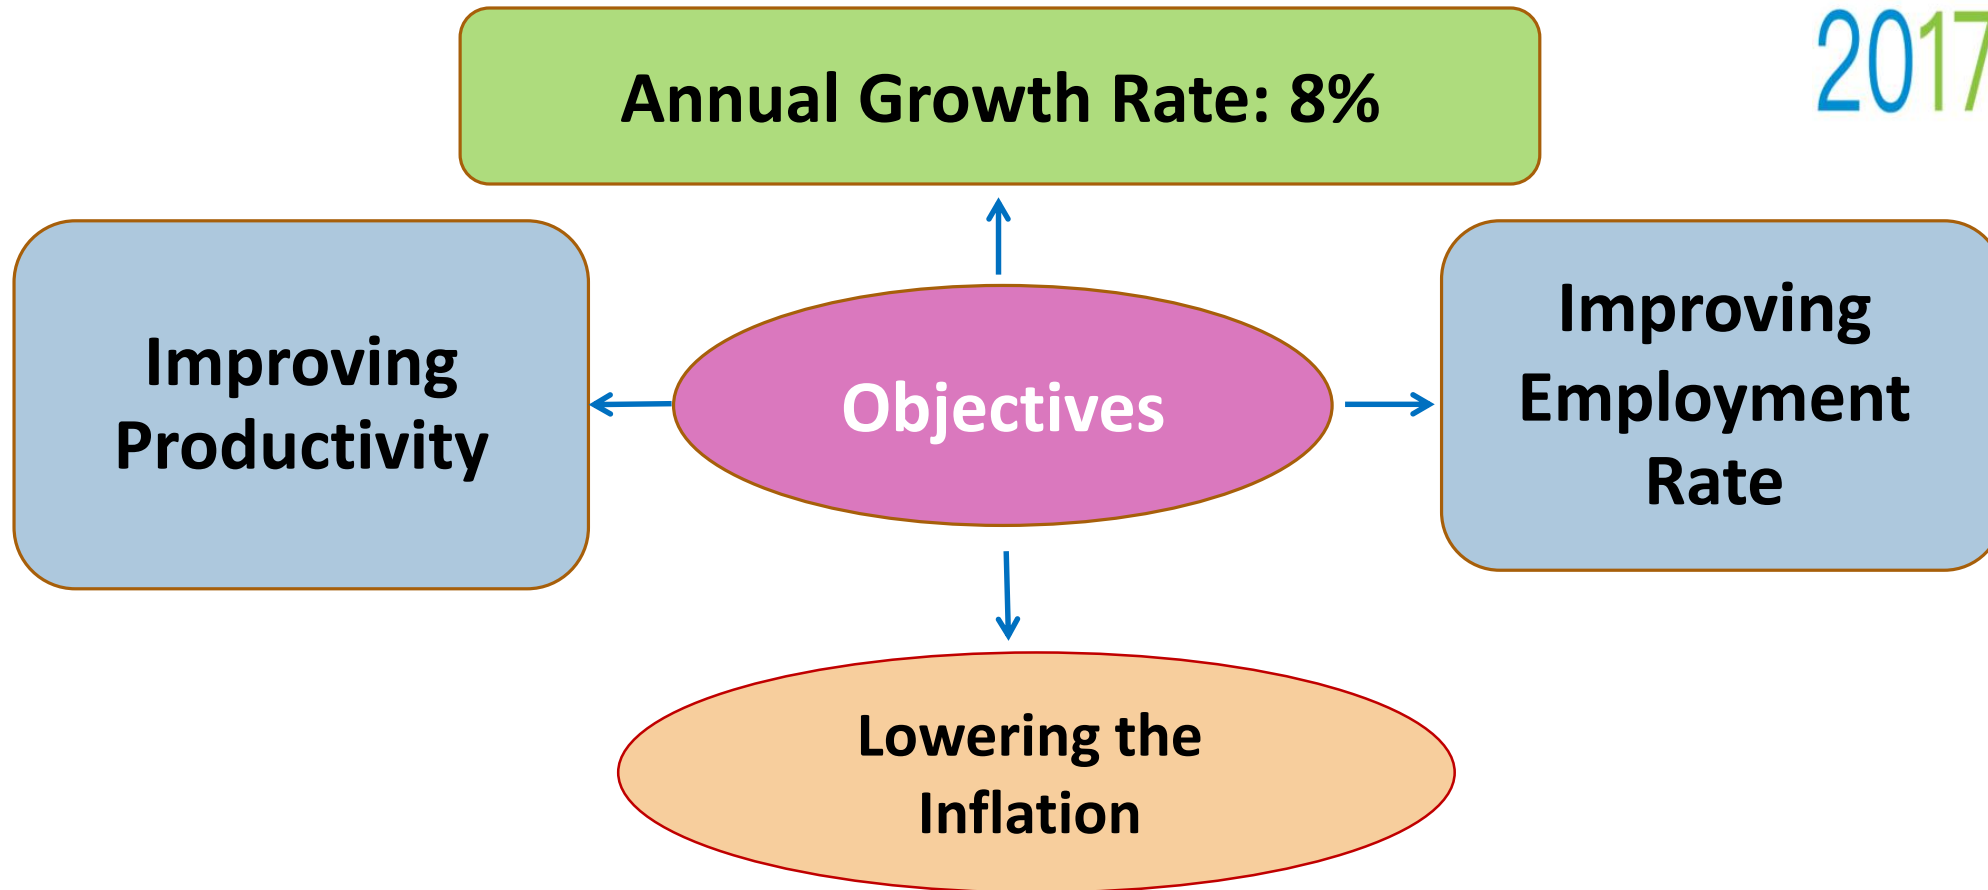 2017
Annual Growth Rate: 8%
Improving
Productivity
Objectives
Improving
Employment
Rate
Lowering the
Inflation